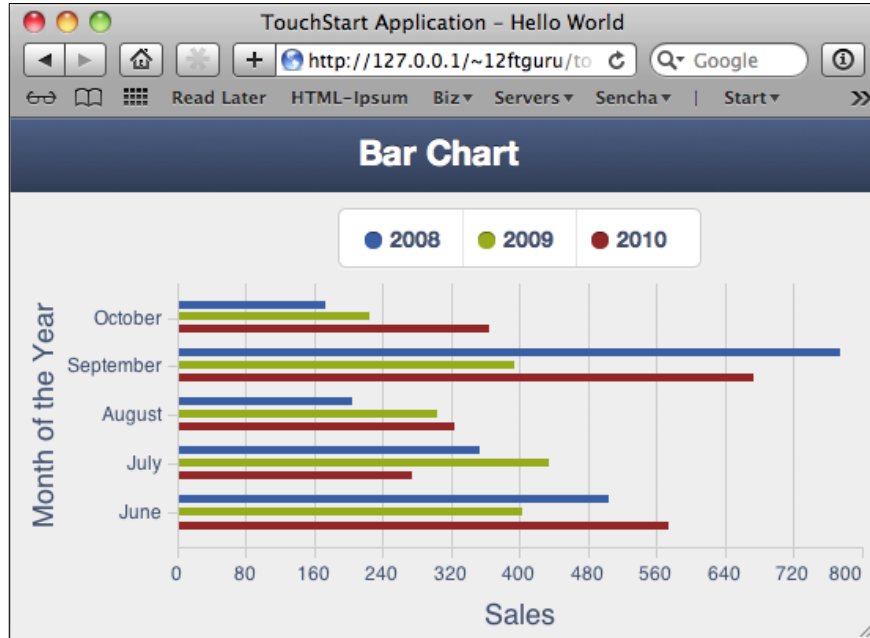 TouchStart Application – Hello World
http://127.0.0.1/~12ftguru/to
Google
Read Later HTML-Ipsum Biz Servers Sencha | Start
Bar Chart
2008 2009 2010
Month of the Year
October
September
August
July
June
0 80 160 240 320 400 480 560 640 720 800
Sales